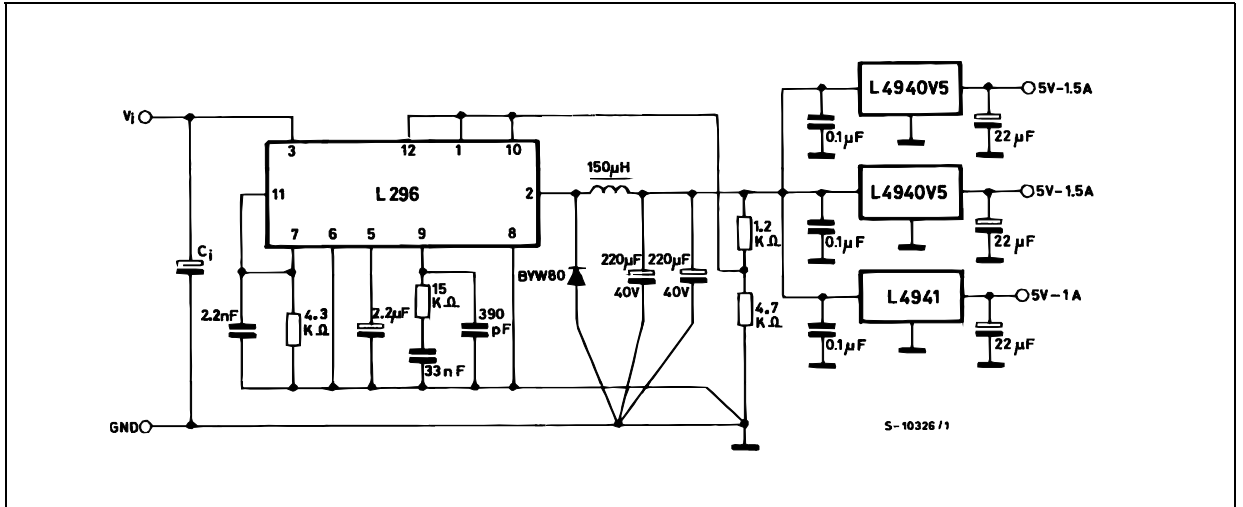 L4940V5
5V-1.5A
0.1µF
22µF
Vi
3
12
1
10
150µH
L296
11
2
L4940V5
5V-1.5A
7
6
5
9
8
1.2
KΩ
0.1µF
22µF
Ci
BYW80
220µF
220µF
40V
40V
15
KΩ
L4941
5V-1A
2.2nF
4.3
KΩ
2.2µF
390
pF
4.7
KΩ
0.1µF
22µF
33nF
GND
S-10326/1